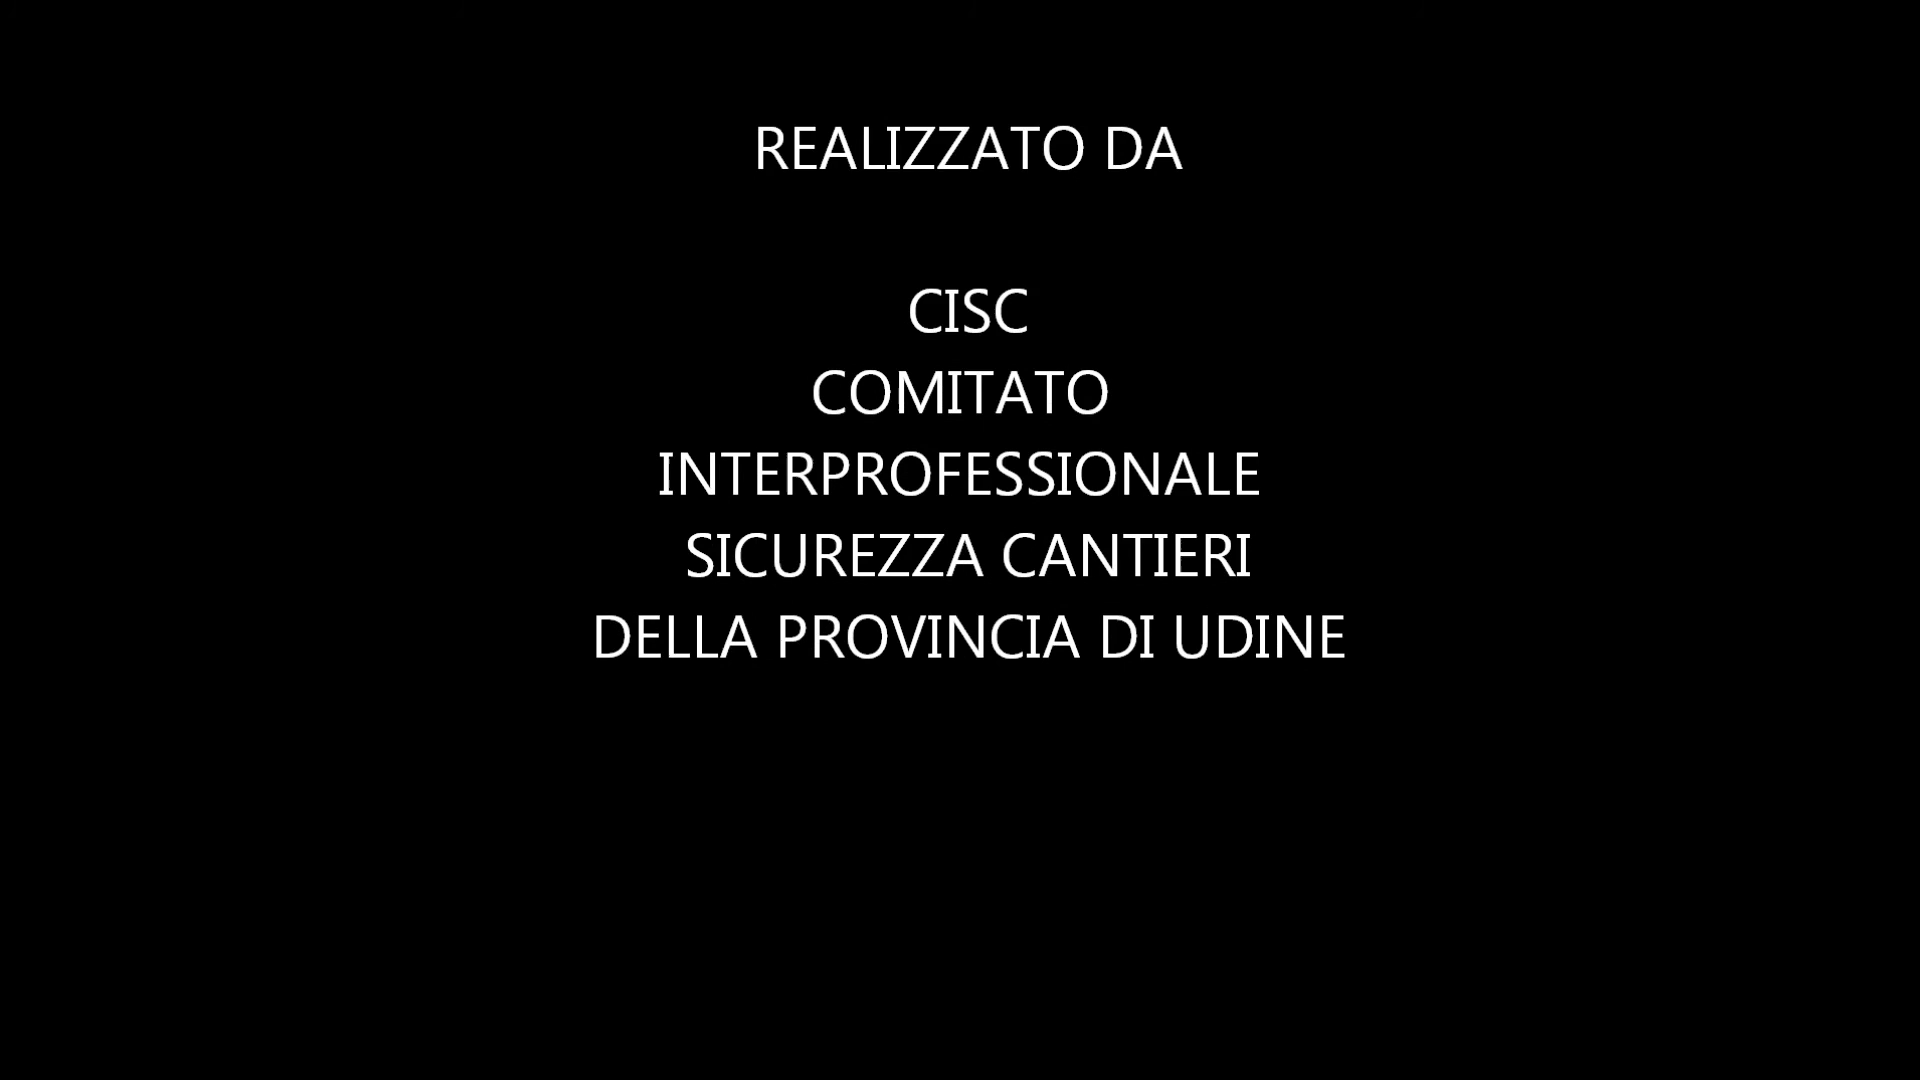 REALIZZATO DA
CISC
COMITATO
INTERPROFESSIONALE
SICUREZZA CANTIERI
DELLA PROVINCIA DI UDINE